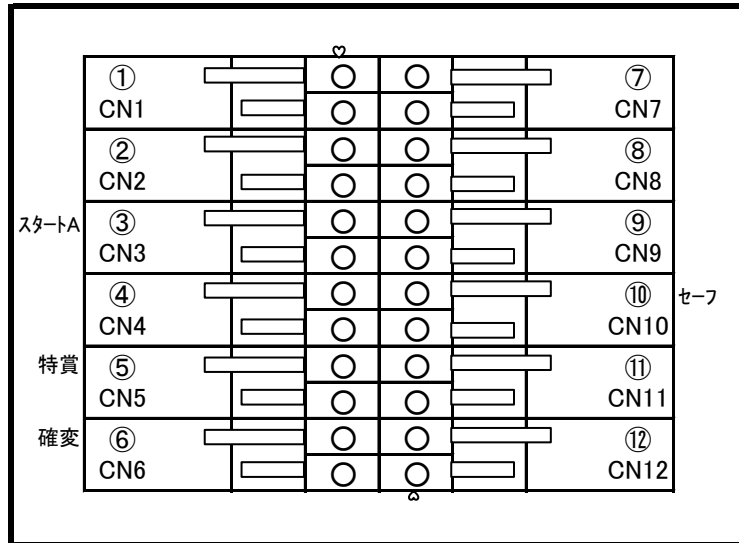 ①
CN1
⑦
CN7
②
CN2
⑧
CN8
ｽﾀｰﾄA
③
CN3
⑨
CN9
④
CN4
⑩
CN10
ｾｰﾌ
特賞
⑤
CN5
⑪
CN11
確変
⑥
CN6
⑫
CN12